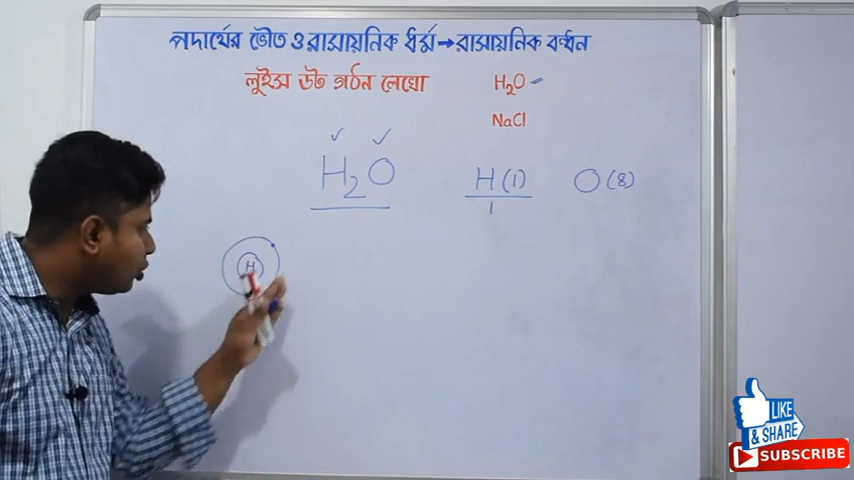 পদার্থের ভৌত ও রাসায়নিক ধর্ম→রাসায়নিক বন্ধন
লুইস ডট গঠন লেখো
H₂O
NaCl
H₂O
H(1) O(8)
1
H
LIKE
& SHARE
SUBSCRIBE